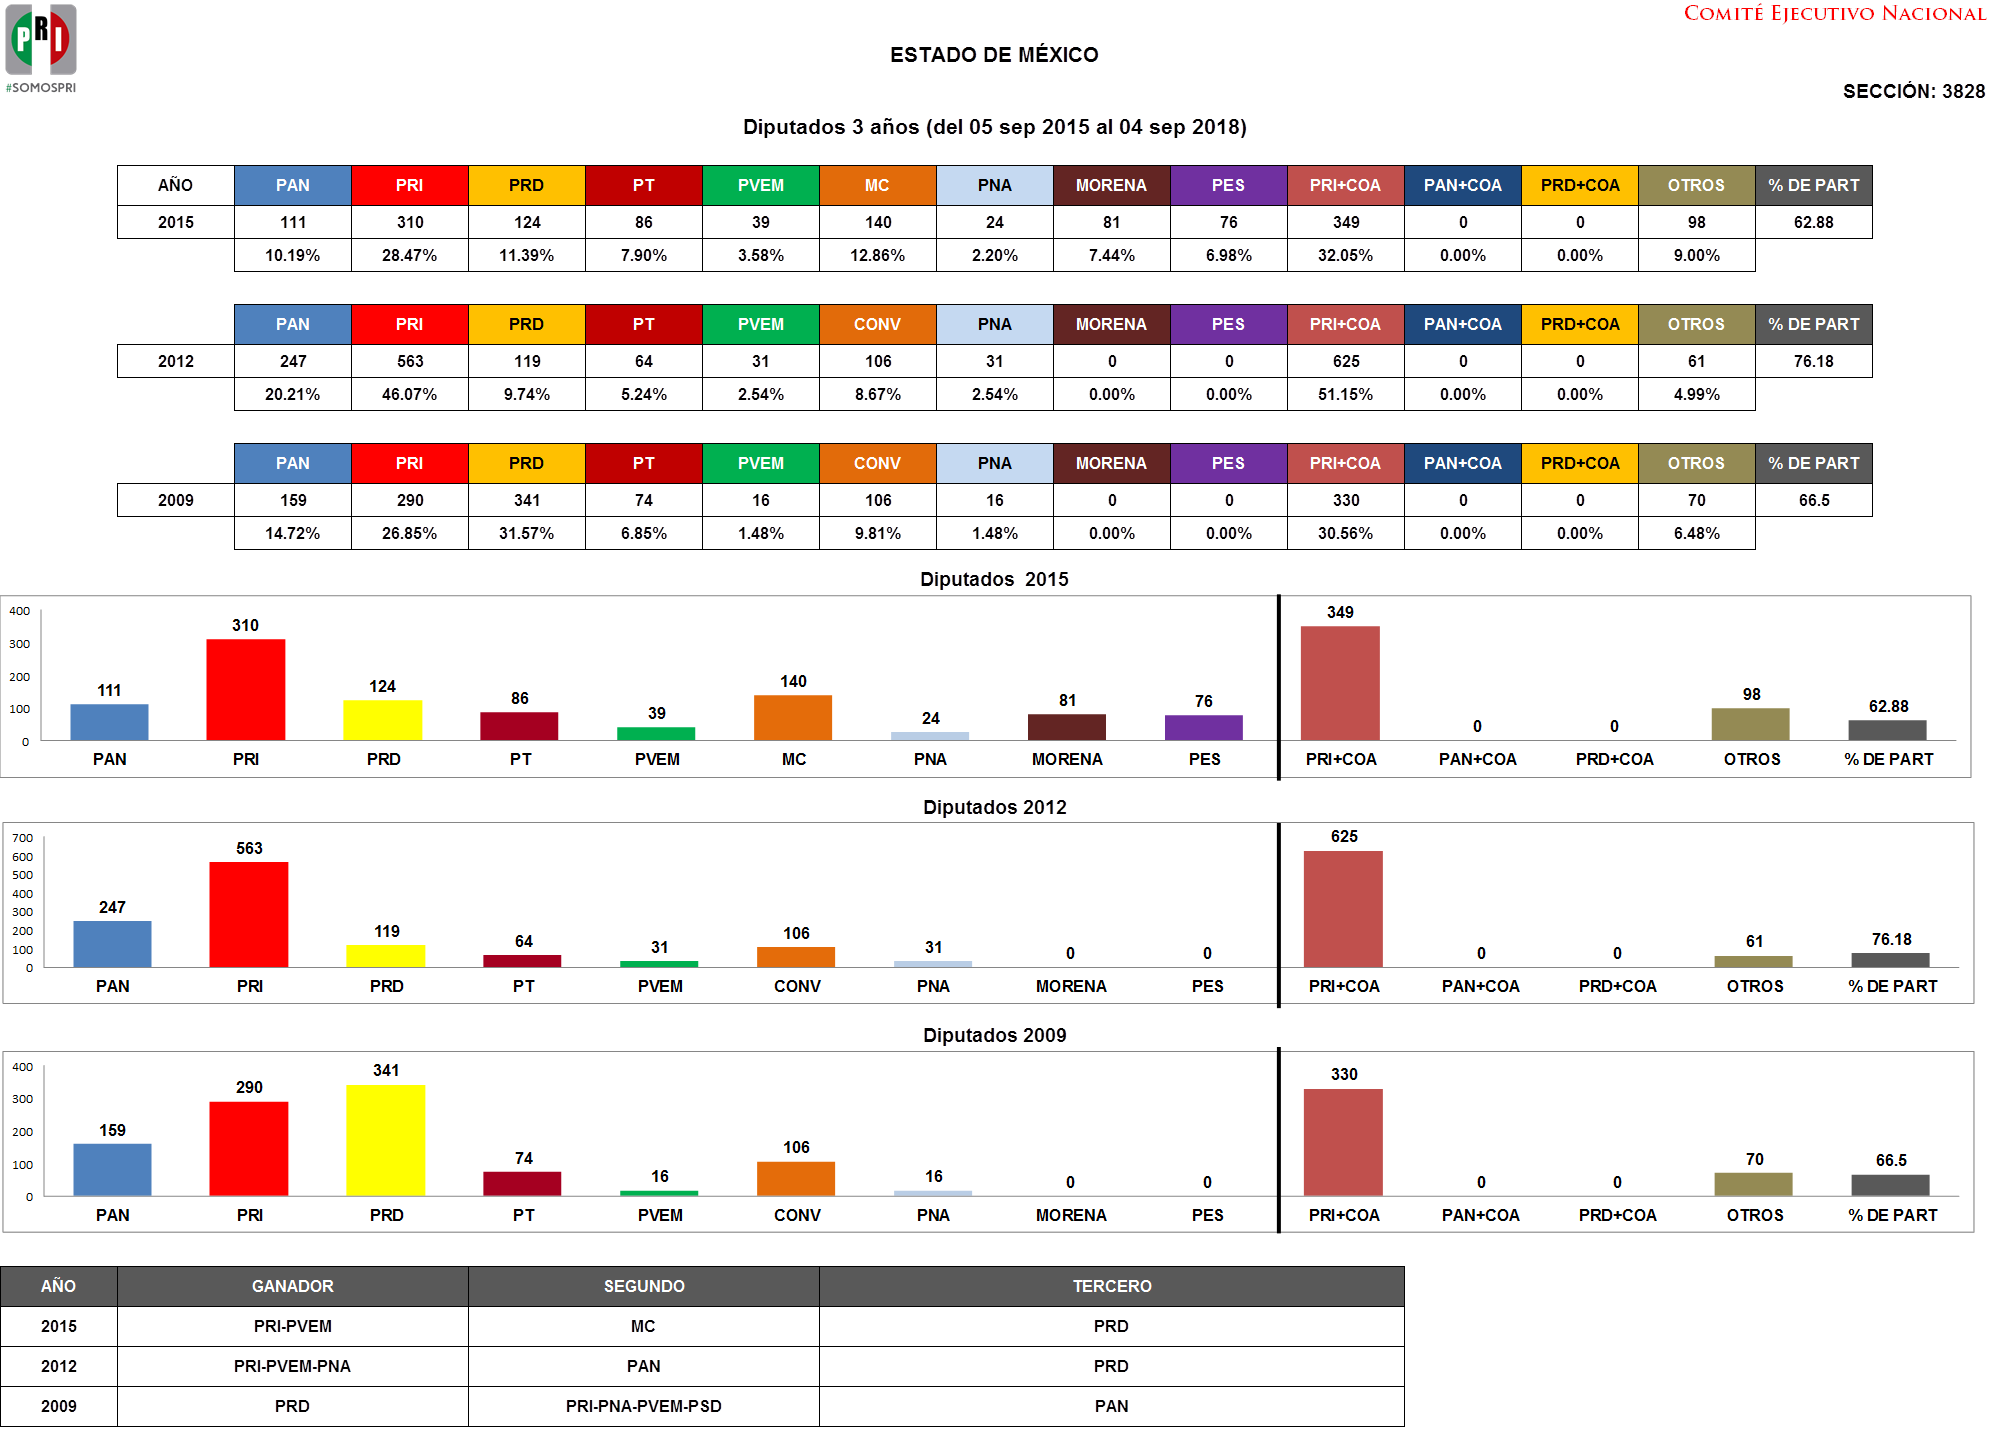 PRI
#SOMOSPRI
COMITÉ EJECUTIVO NACIONAL
ESTADO DE MÉXICO
SECCIÓN: 3828
Diputados 3 años (del 05 sep 2015 al 04 sep 2018)
AÑO PAN PRI PRD PT PVEM MC PNA MORENA PES PRI+COA PAN+COA PRD+COA OTROS % DE PART
2015 111 310 124 86 39 140 24 81 76 349 0 0 98 62.88
10.19% 28.47% 11.39% 7.90% 3.58% 12.86% 2.20% 7.44% 6.98% 32.05% 0.00% 0.00% 9.00%
PAN PRI PRD PT PVEM CONV PNA MORENA PES PRI+COA PAN+COA PRD+COA OTROS % DE PART
2012 247 563 119 64 31 106 31 0 0 625 0 0 61 76.18
20.21% 46.07% 9.74% 5.24% 2.54% 8.67% 2.54% 0.00% 0.00% 51.15% 0.00% 0.00% 4.99%
PAN PRI PRD PT PVEM CONV PNA MORENA PES PRI+COA PAN+COA PRD+COA OTROS % DE PART
2009 159 290 341 74 16 106 16 0 0 330 0 0 70 66.5
14.72% 26.85% 31.57% 6.85% 1.48% 9.81% 1.48% 0.00% 0.00% 30.56% 0.00% 0.00% 6.48%
Diputados 2015
400
300
200
100
0
111 310 124 86 39 140 24 81 76 349 0 0 98 62.88
PAN PRI PRD PT PVEM MC PNA MORENA PES PRI+COA PAN+COA PRD+COA OTROS % DE PART
Diputados 2012
700
600
500
400
300
200
100
0
247 563 119 64 31 106 31 0 0 625 0 0 61 76.18
PAN PRI PRD PT PVEM CONV PNA MORENA PES PRI+COA PAN+COA PRD+COA OTROS % DE PART
Diputados 2009
400
300
200
100
0
159 290 341 74 16 106 16 0 0 330 0 0 70 66.5
PAN PRI PRD PT PVEM CONV PNA MORENA PES PRI+COA PAN+COA PRD+COA OTROS % DE PART
AÑO GANADOR SEGUNDO TERCERO
2015 PRI-PVEM MC PRD
2012 PRI-PVEM-PNA PAN PRD
2009 PRD PRI-PNA-PVEM-PSD PAN